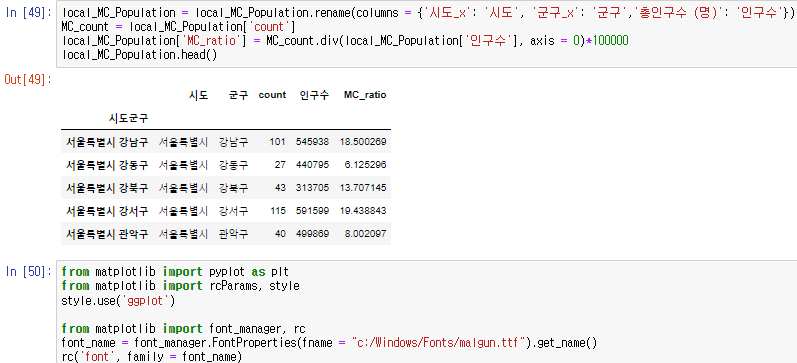 In [49]: local_MC_Population = local_MC_Population.rename(columns = {'시도_x': '시도', '군구_x': '군구','총인구수 (명)': '인구수'})
MC_count = local_MC_Population['count']
local_MC_Population['MC_ratio'] = MC_count.div(local_MC_Population['인구수'], axis = 0)*100000
local_MC_Population.head()
Out[49]:
시도 군구 count 인구수 MC_ratio
시도군구
서울특별시 강남구 서울특별시 강남구 101 545938 18.500269
서울특별시 강동구 서울특별시 강동구 27 440795 6.125296
서울특별시 강북구 서울특별시 강북구 43 313705 13.707145
서울특별시 강서구 서울특별시 강서구 115 591599 19.438843
서울특별시 관악구 서울특별시 관악구 40 499869 8.002097
In [50]: from matplotlib import pyplot as plt
from matplotlib import rcParams, style
style.use('ggplot')
from matplotlib import font_manager, rc
font_name = font_manager.FontProperties(fname = "c:/Windows/Fonts/malgun.ttf").get_name()
rc('font', family = font_name)